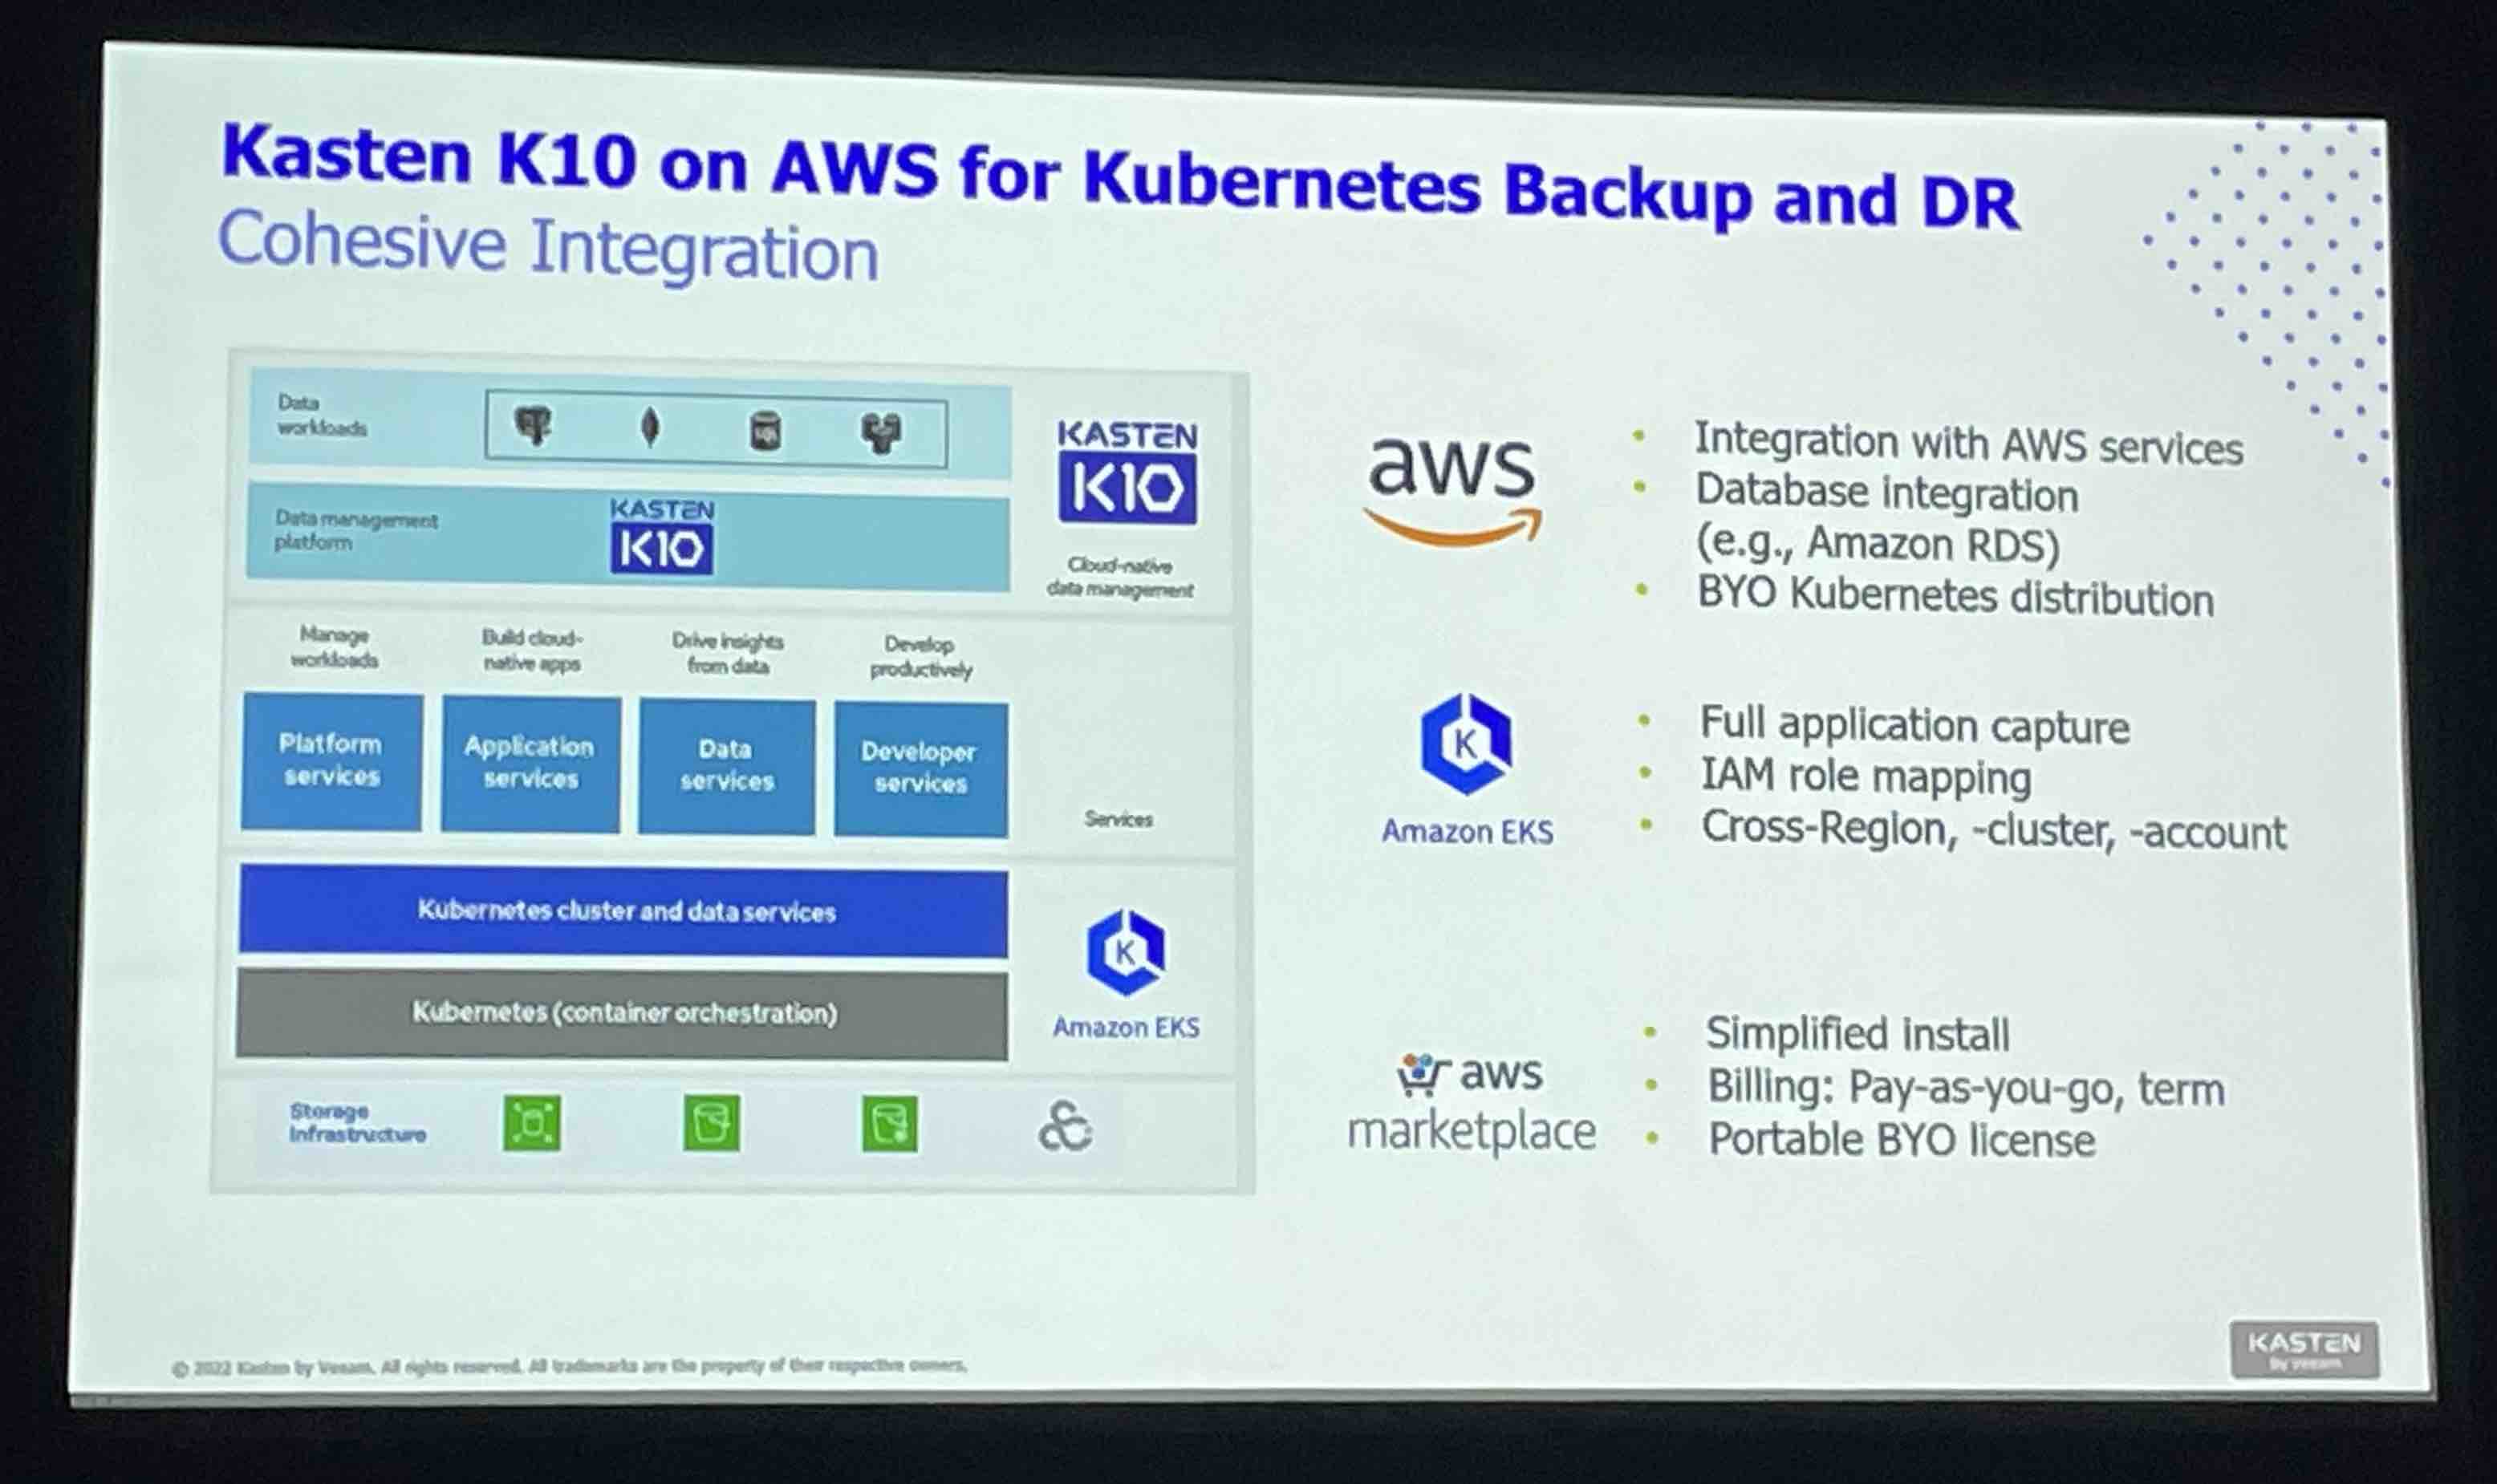 Kasten K10 on AWS for Kubernetes Backup and DR
Cohesive Integration
Data
workloads
KASTEN
K10
Cloud-native
data management
Data management
platform
KASTEN
K10
Manage
workloads
Build cloud-
native apps
Drive insights
from data
Develop
productively
Platform
services
Application
services
Data
services
Developer
services
Services
Kubernetes cluster and data services
Kubernetes (container orchestration)
K
Amazon EKS
Storage
Infrastructure
aws
• Integration with AWS services
• Database integration
(e.g., Amazon RDS)
• BYO Kubernetes distribution
K
Amazon EKS
• Full application capture
• IAM role mapping
• Cross-Region, -cluster, -account
aws
marketplace
• Simplified install
• Billing: Pay-as-you-go, term
• Portable BYO license
© 2022 Kasten by Veeam. All rights reserved. All trademarks are the property of their respective owners.
KASTEN
by veeam